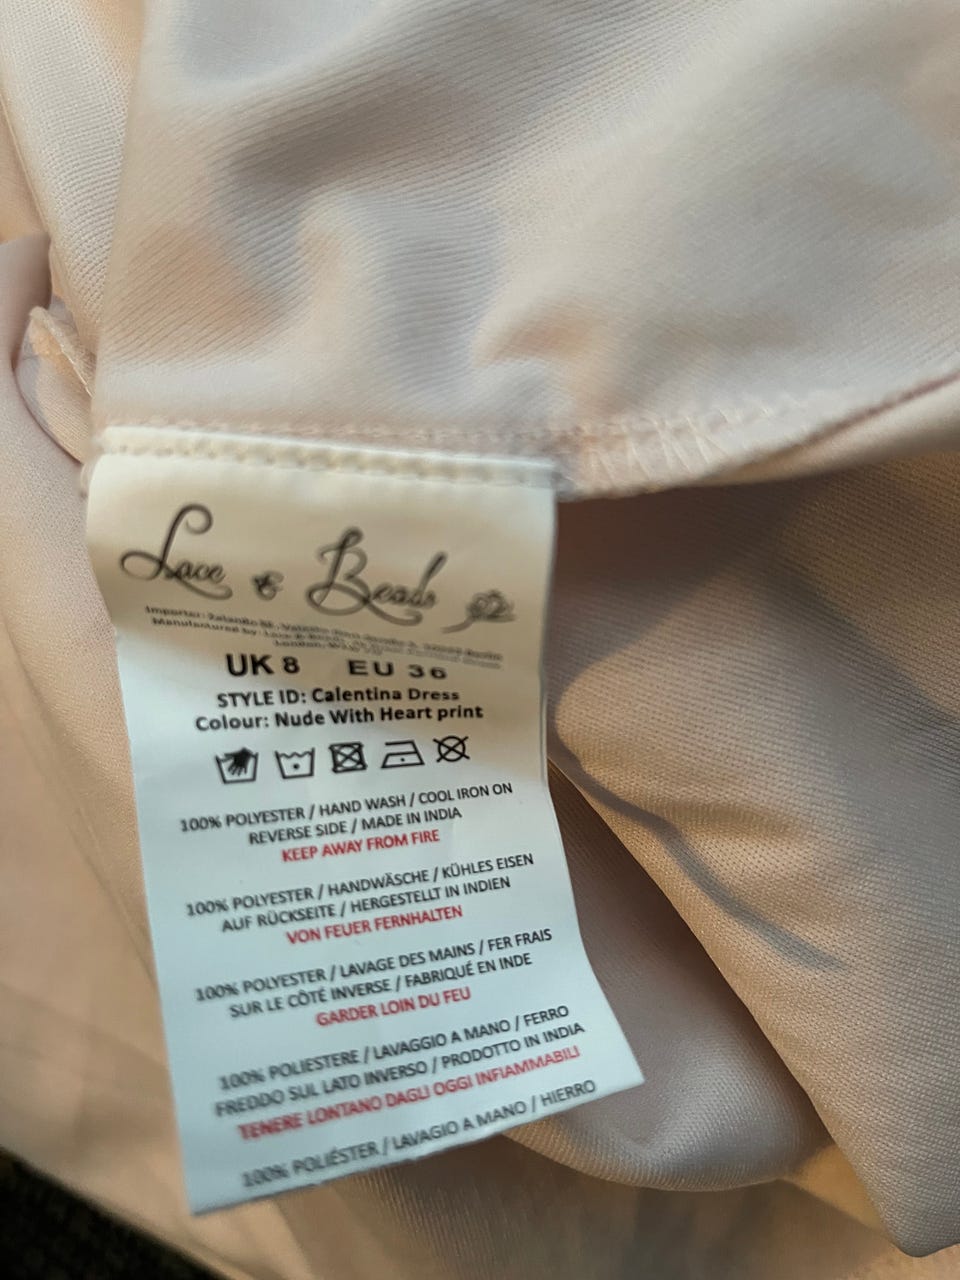 Lace & Beads
UK 8 EU 36
STYLE ID: Calentina Dress
Colour: Nude With Heart print
100% POLYESTER / HAND WASH / COOL IRON ON
REVERSE SIDE / MADE IN INDIA
KEEP AWAY FROM FIRE
100% POLYESTER / HANDWÄSCHE / KÜHLES EISEN
AUF RÜCKSEITE / HERGESTELLT IN INDIEN
VON FEUER FERNHALTEN
100% POLYESTER / LAVAGE DES MAINS / FER FRAIS
SUR LE CÔTÉ INVERSE / FABRIQUÉ EN INDE
GARDER LOIN DU FEU
100% POLIESTERE / LAVAGGIO A MANO / FERRO
FREDDO SUL LATO INVERSO / PRODOTTO IN INDIA
TENERE LONTANO DAGLI OGGI INFIAMMABILI
100% POLIÉSTER / LAVAGIO A MANO / HIERRO